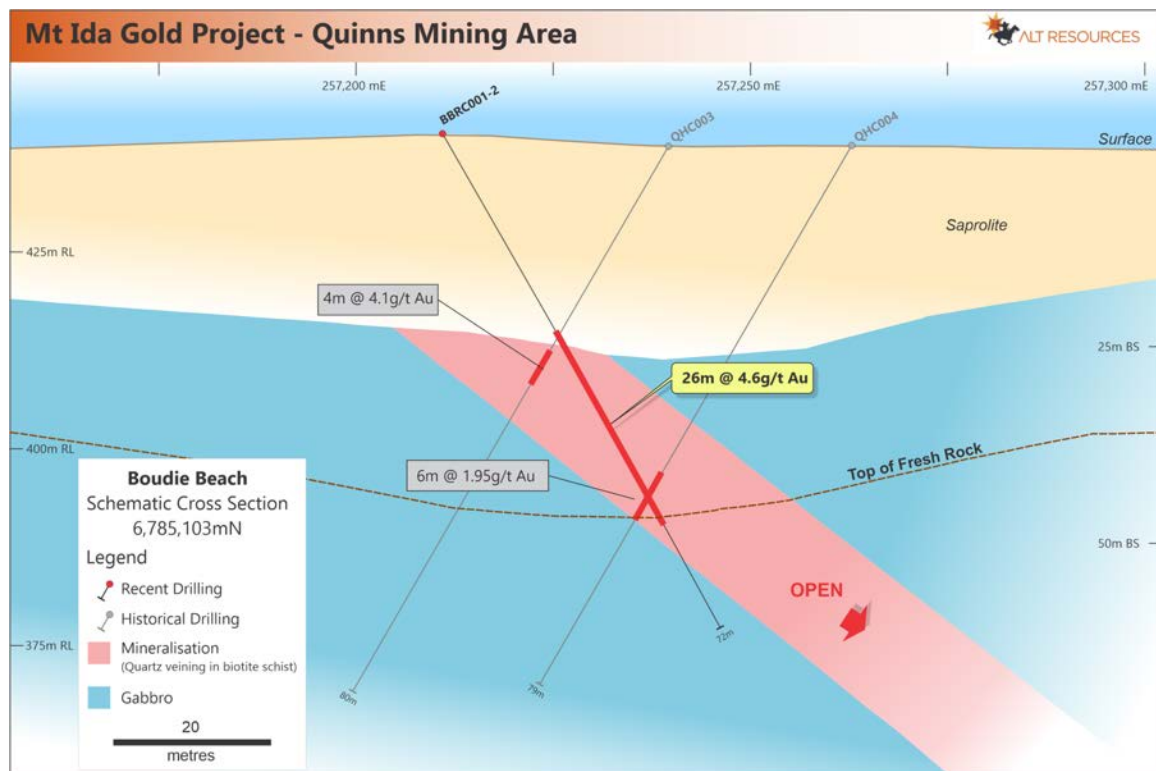 Mt Ida Gold Project - Quinns Mining Area
ALT RESOURCES
257,200 mE
257,250 mE
257,300 mE
BBRC001-2
QHC003
QHC004
Surface
Saprolite
425m RL
4m @ 4.1g/t Au
25m BS
26m @ 4.6g/t Au
400m RL
Top of Fresh Rock
6m @ 1.95g/t Au
50m BS
OPEN
375m RL
72m
80m
79m
Boudie Beach
Schematic Cross Section
6,785,103mN
Legend
Recent Drilling
Historical Drilling
Mineralisation
(Quartz veining in biotite schist)
Gabbro
20
metres